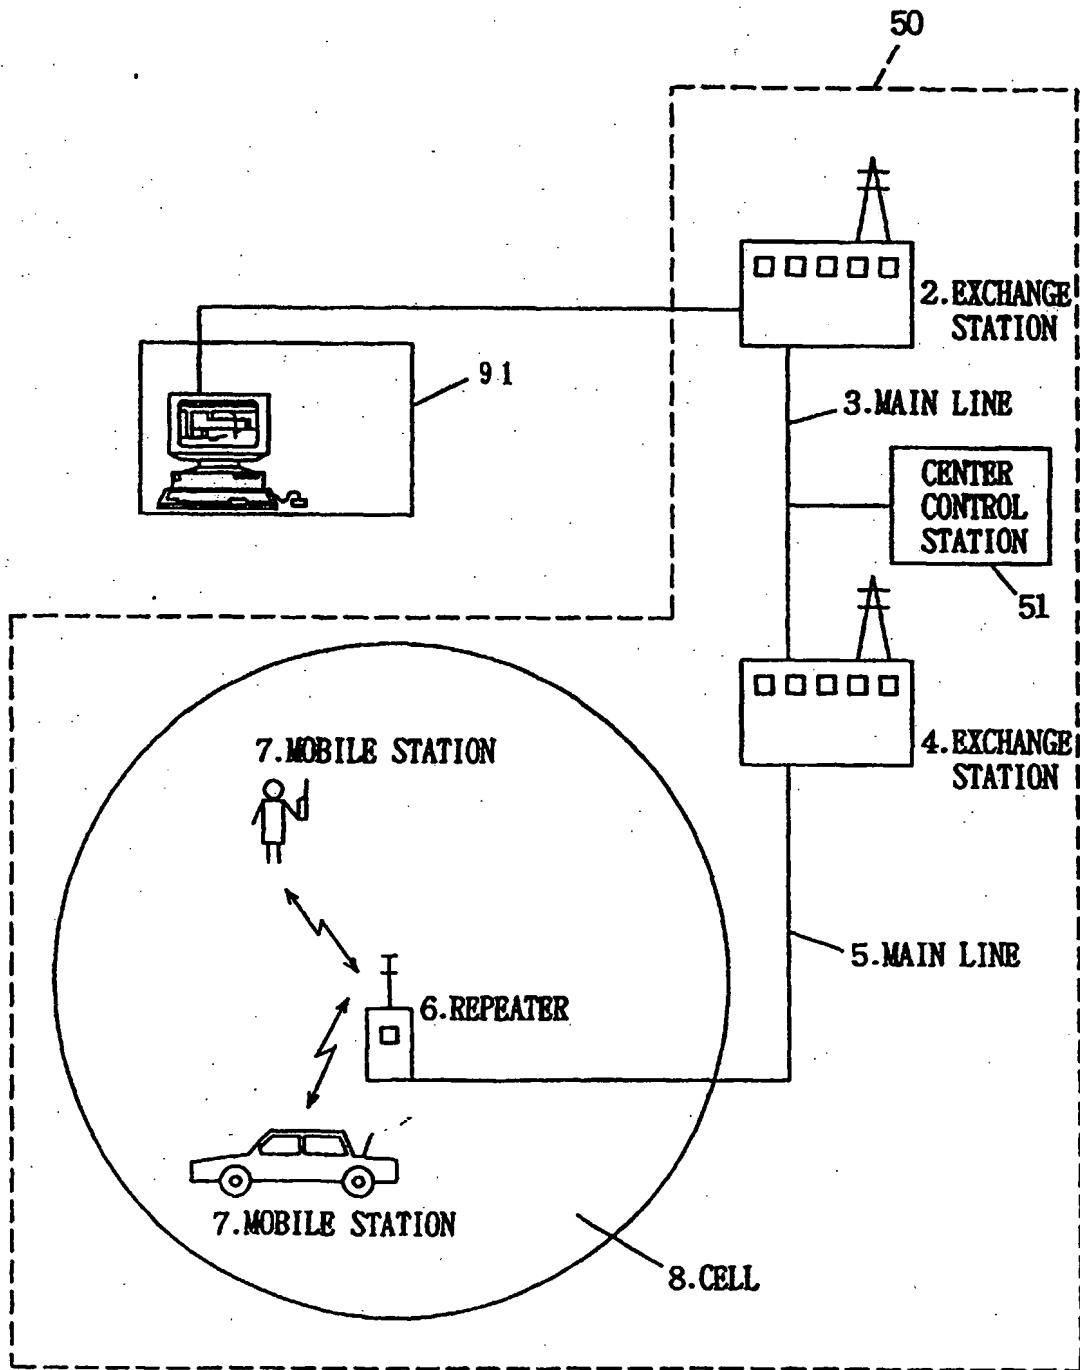 50
2.EXCHANGE
STATION
91
3.MAIN LINE
CENTER
CONTROL
STATION
51
7.MOBILE STATION
4.EXCHANGE
STATION
5.MAIN LINE
6.REPEATER
7.MOBILE STATION
8.CELL